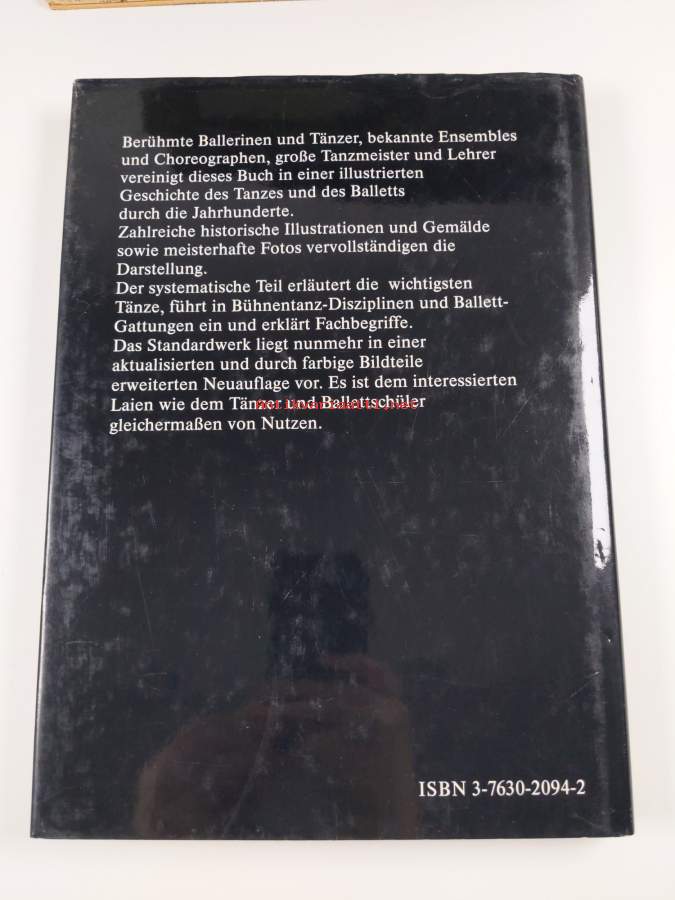 Berühmte Ballerinen und Tänzer, bekannte Ensembles
und Choreographen, große Tanzmeister und Lehrer
vereinigt dieses Buch in einer illustrierten
Geschichte des Tanzes und des Balletts
durch die Jahrhunderte.
Zahlreiche historische Illustrationen und Gemälde
sowie meisterhafte Fotos vervollständigen die
Darstellung.
Der systematische Teil erläutert die wichtigsten
Tänze, führt in Bühnentanz-Disziplinen und Ballett-
Gattungen ein und erklärt Fachbegriffe.
Das Standardwerk liegt nunmehr in einer
aktualisierten und durch farbige Bildteile
erweiterten Neuauflage vor. Es ist dem interessierten
Laien wie dem Tänzer und Ballettschüler
gleichermaßen von Nutzen.
ISBN 3-7630-2094-2